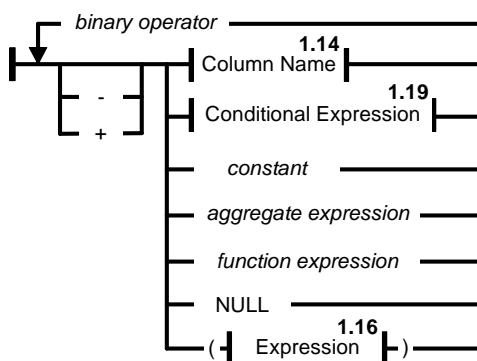 binary operator
1.14
Column Name
-
1.19
+
Conditional Expression
constant
aggregate expression
function expression
NULL
1.16
( Expression )